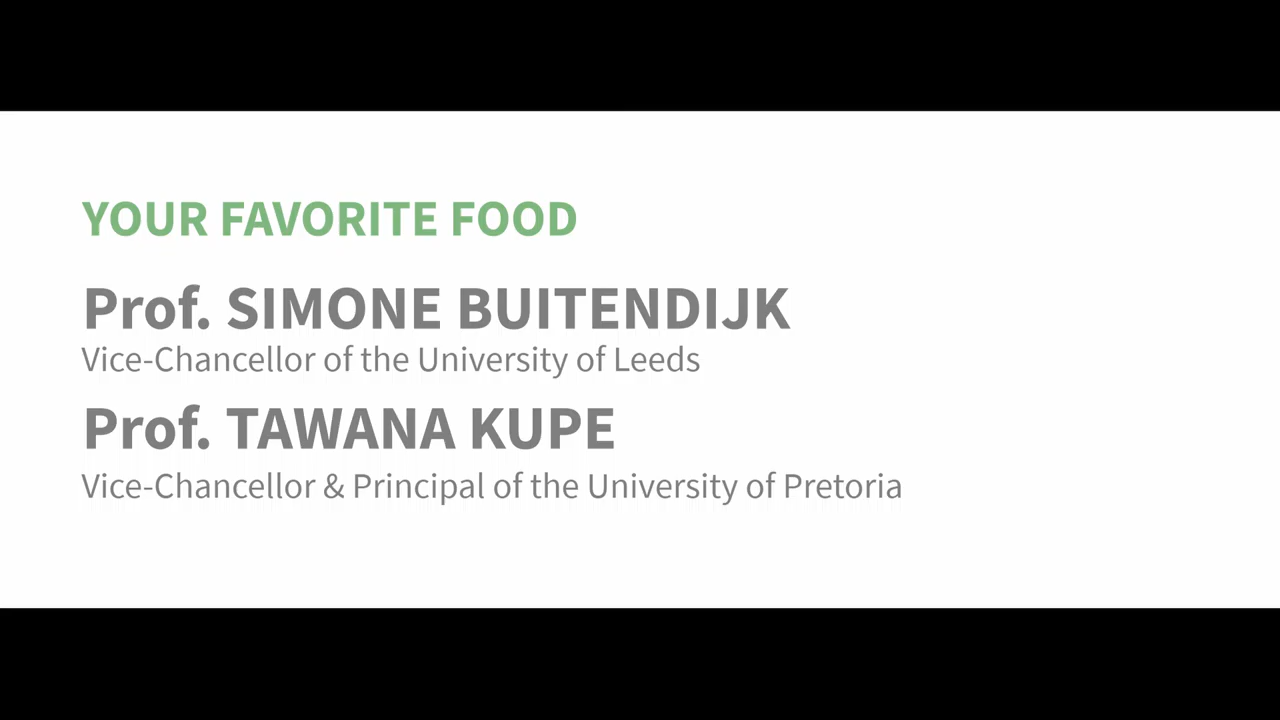 YOUR FAVORITE FOOD
Prof. SIMONE BUITENDIJK
Vice-Chancellor of the University of Leeds
Prof. TAWANA KUPE
Vice-Chancellor & Principal of the University of Pretoria